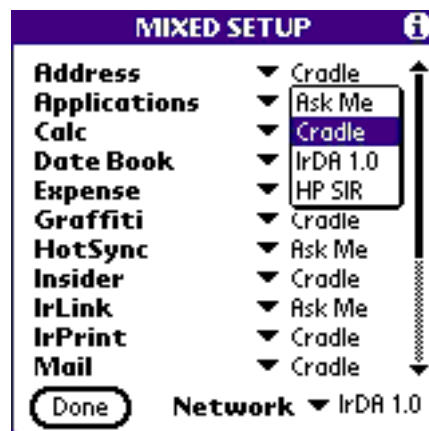 MIXED SETUP i
Address Cradle
Applications Ask Me
Calc Cradle
Date Book IrDA 1.0
Expense HP SIR
Graffiti Cradle
HotSync Ask Me
Insider Cradle
IrLink Ask Me
IrPrint Cradle
Mail Cradle
Done Network IrDA 1.0